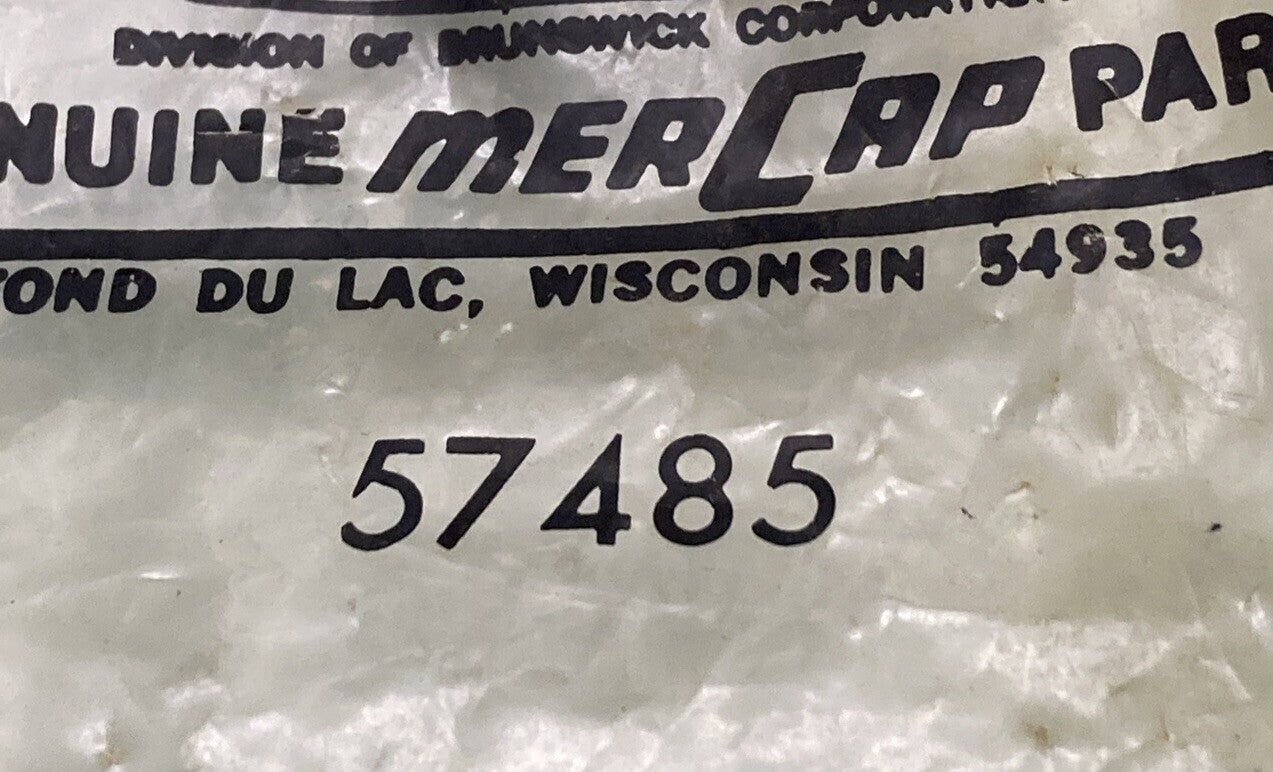 DIVISION OF BRUNSWICK CORPORATION
NUINE MERCAP PAR
FOND DU LAC, WISCONSIN 54935
57485